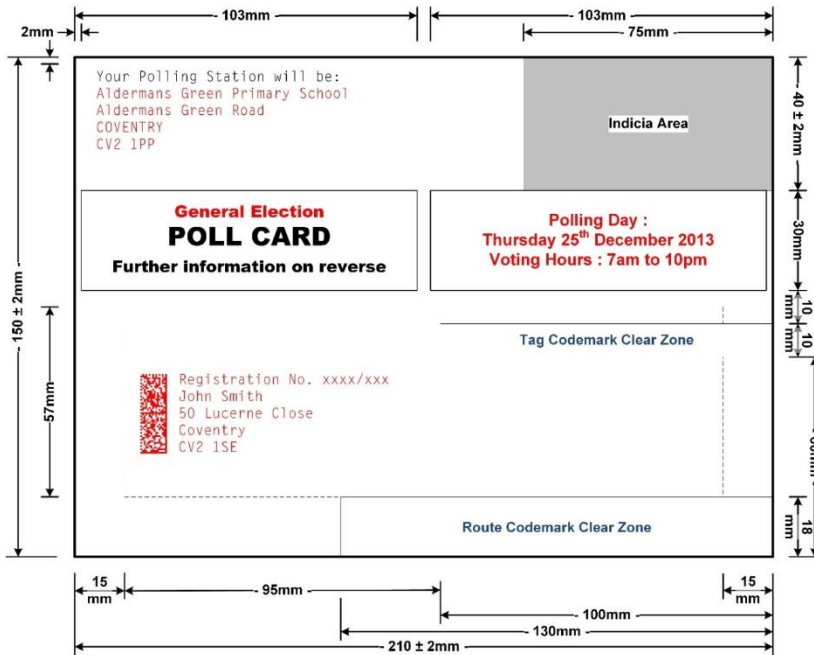 - 103mm -
- 103mm -
2mm
- 75mm -
Your Polling Station will be:
Aldermans Green Primary School
Aldermans Green Road
COVENTRY
CV2 1PP
Indicia Area
- 40 ± 2mm -
General Election
POLL CARD
Further information on reverse
Polling Day :
Thursday 25th December 2013
Voting Hours : 7am to 10pm
- 30mm -
- 150 ± 2mm -
10
mm
Tag Codemark Clear Zone
10
mm
57mm
Registration No. xxxx/xxx
John Smith
50 Lucerne Close
Coventry
CV2 1SE
Route Codemark Clear Zone
18
mm
15
mm
- 95mm -
15
mm
- 100mm -
- 130mm -
- 210 ± 2mm -